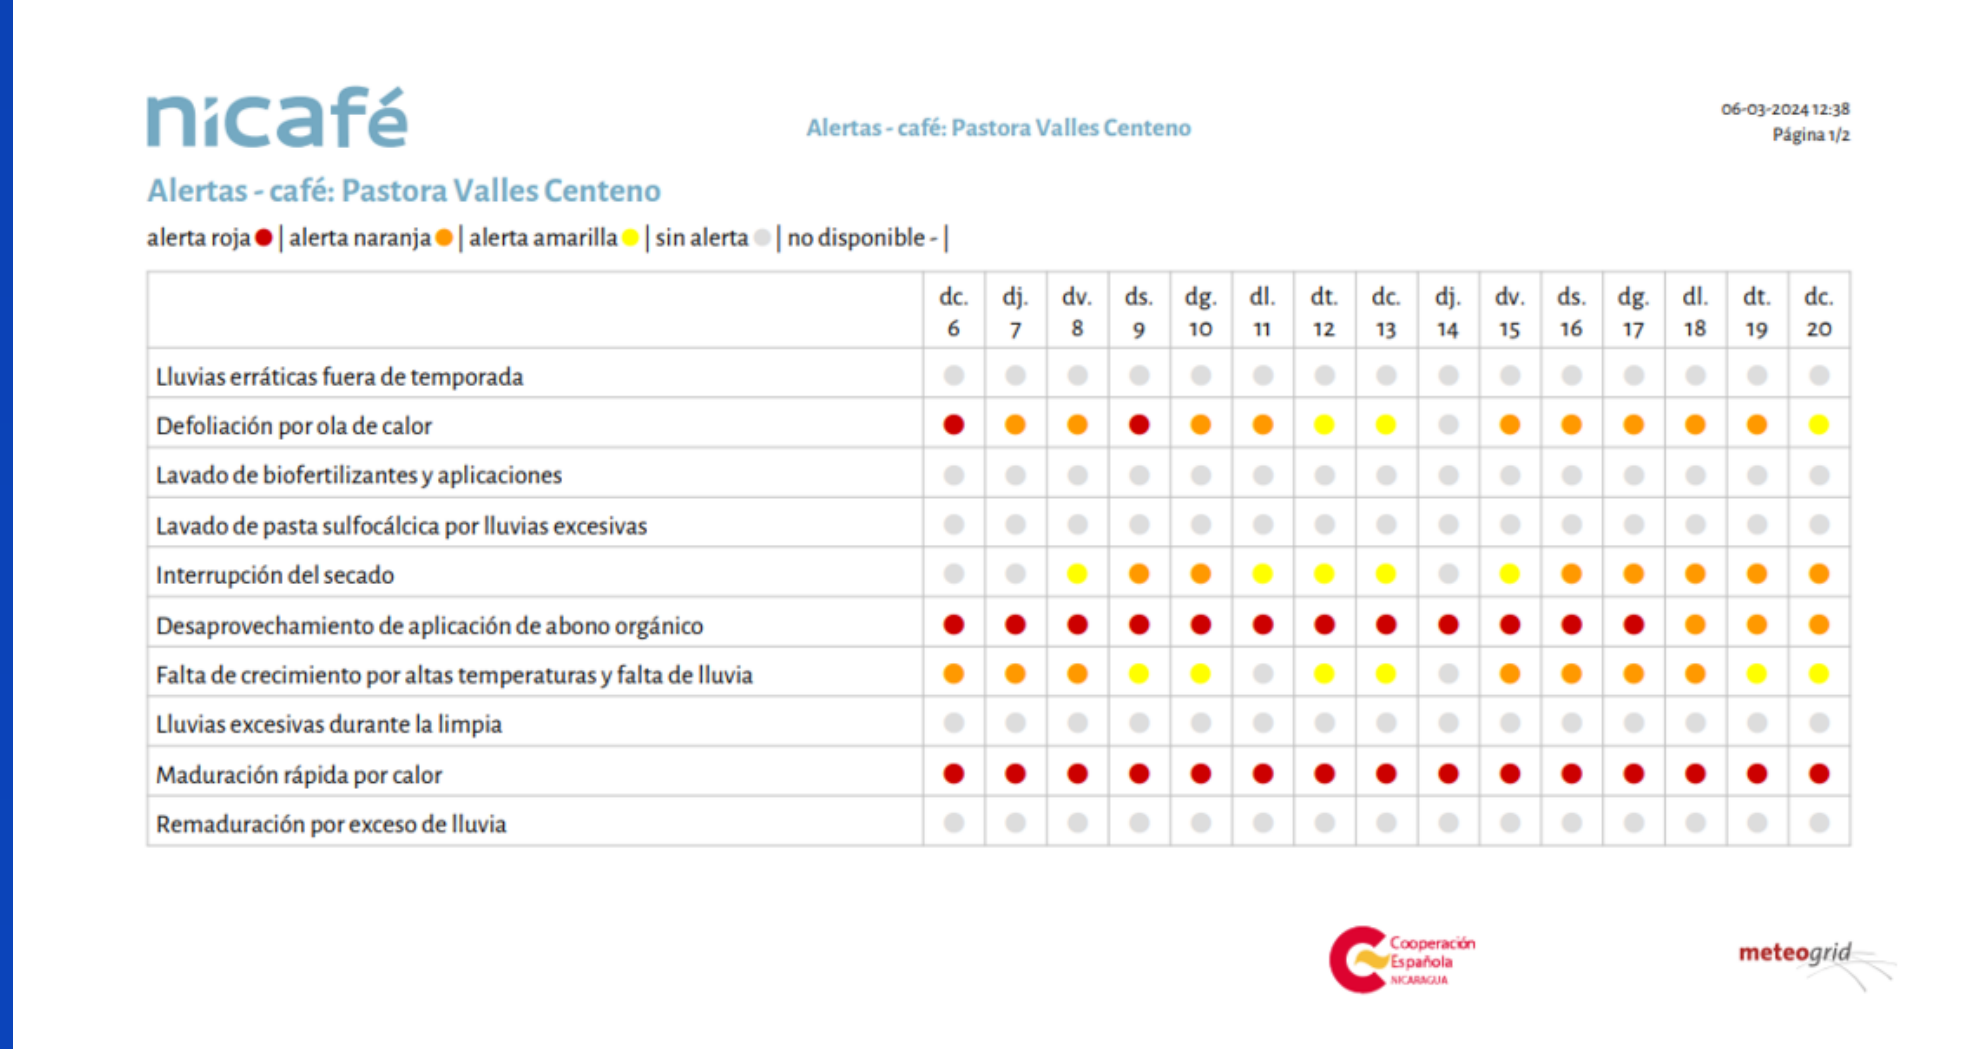 nicafé
Alertas - café: Pastora Valles Centeno
06-03-2024 12:38
Página 1/2
Alertas - café: Pastora Valles Centeno
alerta roja | alerta naranja | alerta amarilla | sin alerta | no disponible - |
dc. dj. dv. ds. dg. dl. dt. dc. dj. dv. ds. dg. dl. dt. dc.
6 7 8 9 10 11 12 13 14 15 16 17 18 19 20
Lluvias erráticas fuera de temporada
Defoliación por ola de calor
Lavado de biofertilizantes y aplicaciones
Lavado de pasta sulfocálcica por lluvias excesivas
Interrupción del secado
Desaprovechamiento de aplicación de abono orgánico
Falta de crecimiento por altas temperaturas y falta de lluvia
Lluvias excesivas durante la limpia
Maduración rápida por calor
Remaduración por exceso de lluvia
Cooperación
Española
NICARAGUA
meteogrid